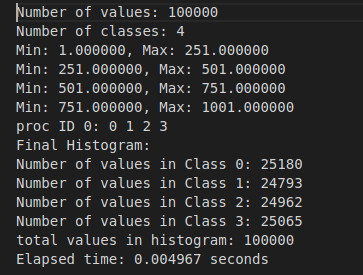 Number of values: 100000
Number of classes: 4
Min: 1.000000, Max: 251.000000
Min: 251.000000, Max: 501.000000
Min: 501.000000, Max: 751.000000
Min: 751.000000, Max: 1001.000000
proc ID 0: 0 1 2 3
Final Histogram:
Number of values in Class 0: 25180
Number of values in Class 1: 24793
Number of values in Class 2: 24962
Number of values in Class 3: 25065
total values in histogram: 100000
Elapsed time: 0.004967 seconds